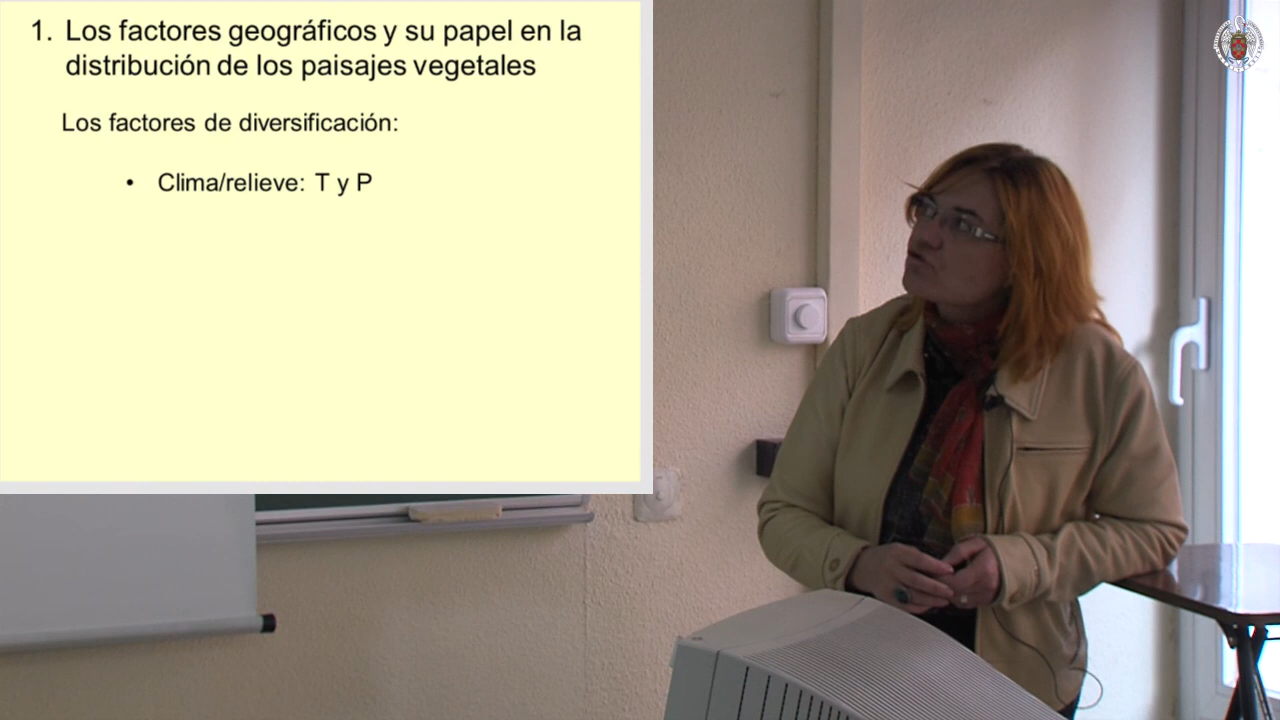 1. Los factores geográficos y su papel en la
distribución de los paisajes vegetales
Los factores de diversificación:
• Clima/relieve: T y P